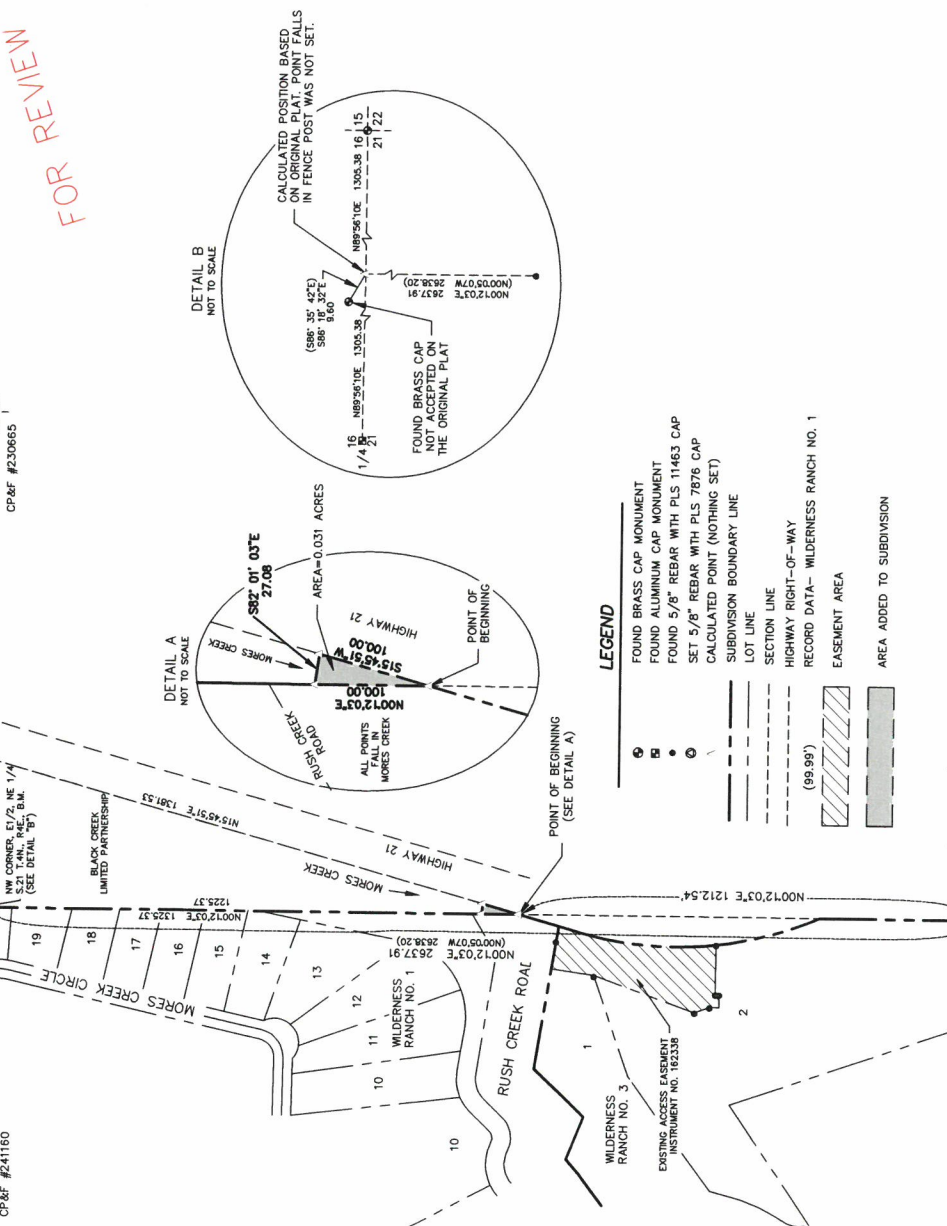 FOR REVIEW
CP&F #241160
CP&F #230665
NW CORNER, E1/2, NE 1/4
S.21 T.4N., R4E., B.M.
(SEE DETAIL "B")
BLACK CREEK
LIMITED PARTNERSHIP
19
18
17
16
15
14
13
12
11
10
10
MORES CREEK CIRCLE
WILDERNESS
RANCH NO. 1
N00°12'03"E 1325.37
1225.37
N00°12'03"E 2637.91
(N00°05'07W 2638.20)
N15°45'51"E 1381.53
MORES CREEK
HIGHWAY 21
RUSH CREEK ROAD
POINT OF BEGINNING
(SEE DETAIL A)
N00°12'03"E 1212.54'
1
2
WILDERNESS
RANCH NO. 3
EXISTING ACCESS EASEMENT
INSTRUMENT NO. 162338
DETAIL A
NOT TO SCALE
S82° 01' 03"E
27.08
AREA=0.031 ACRES
MORES CREEK
HIGHWAY 21
S15°45'51"W
100.00
N00°12'03"E
100.00
RUSH CREEK
ROAD
ALL POINTS
FALL IN
MORES CREEK
POINT OF
BEGINNING
DETAIL B
NOT TO SCALE
CALCULATED POSITION BASED
ON ORIGINAL PLAT. POINT FALLS
IN FENCE POST WAS NOT SET.
(S86° 35' 42"E)
S86° 18' 32"E
9.60
16
1/4
21
N89°56'10E 1305.38
N89°56'10E 1305.38
16 15
21 22
FOUND BRASS CAP
NOT ACCEPTED ON
THE ORIGINAL PLAT
N00°12'03"E 2637.91
(N00°05'07W 2638.20)
LEGEND
FOUND BRASS CAP MONUMENT
FOUND ALUMINUM CAP MONUMENT
FOUND 5/8" REBAR WITH PLS 11463 CAP
SET 5/8" REBAR WITH PLS 7876 CAP
CALCULATED POINT (NOTHING SET)
SUBDIVISION BOUNDARY LINE
LOT LINE
SECTION LINE
HIGHWAY RIGHT-OF-WAY
(99.99') RECORD DATA- WILDERNESS RANCH NO. 1
EASEMENT AREA
AREA ADDED TO SUBDIVISION